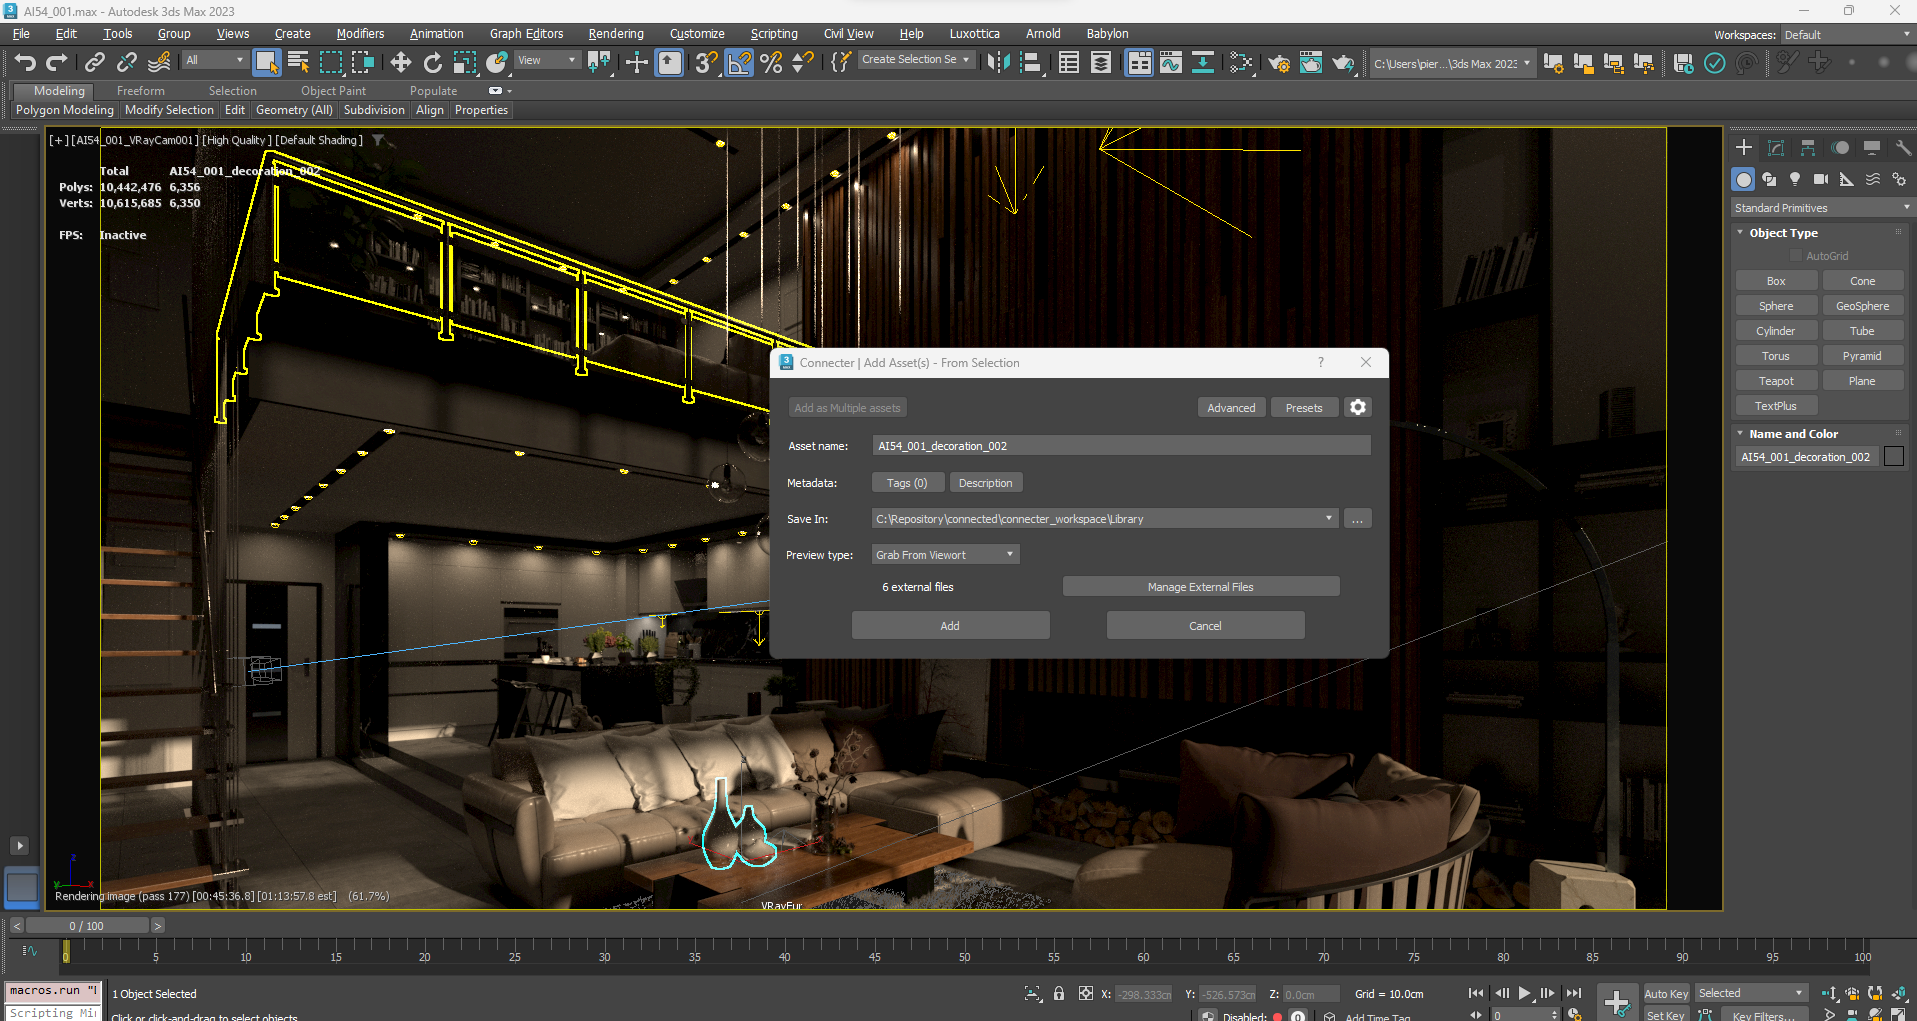 AI54_001.max - Autodesk 3ds Max 2023
File Edit Tools Group Views Create Modifiers Animation Graph Editors Rendering Customize Scripting Civil View Help Luxottica Arnold Babylon
Workspaces: Default
All
View
Create Selection Se
C:\Users\pier...\3ds Max 2023
Modeling Freeform Selection Object Paint Populate
Polygon Modeling Modify Selection Edit Geometry (All) Subdivision Align Properties
[+] [AI54_001_VRayCam001] [High Quality] [Default Shading]
Total AI54_001_decoration_002
Polys: 10,442,476 6,356
Verts: 10,615,685 6,350
FPS: Inactive
Connecter | Add Asset(s) - From Selection
?
Add as Multiple assets Advanced Presets
Asset name: AI54_001_decoration_002
Metadata: Tags (0) Description
Save In: C:\Repository\connected\connecter_workspace\Library ...
Preview type: Grab From Viewort
6 external files Manage External Files
Add Cancel
VRayFur
z
y x
Rendering image (pass 177) [00:45:36.8] [01:13:57.8 est] (61.7%)
Standard Primitives
Object Type
AutoGrid
Box Cone
Sphere GeoSphere
Cylinder Tube
Torus Pyramid
Teapot Plane
TextPlus
Name and Color
AI54_001_decoration_002
< 0 / 100 >
0 5 10 15 20 25 30 35 40 45 50 55 60 65 70 75 80 85 90 95 100
macros.run "
Scripting Mi
1 Object Selected
Click or click-and-drag to select objects
X: -298.333cm Y: -526.573cm Z: 0.0cm Grid = 10.0cm
Disabled: 0 Add Time Tag
Auto Key Selected
Set Key Key Filters...
0